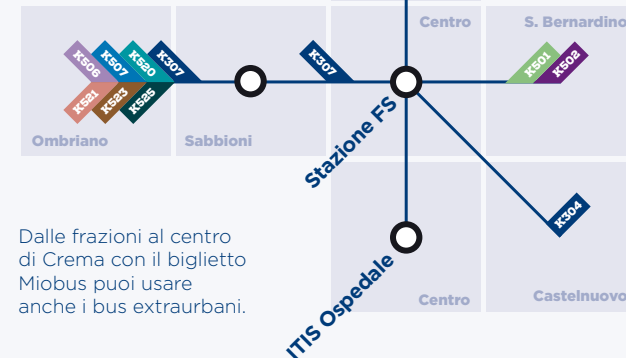 Centro
S. Bernardino
K506
K507
K520
K307
K307
K501
K502
K521
K523
K525
Ombriano
Sabbioni
Stazione FS
K304
Dalle frazioni al centro
di Crema con il biglietto
Miobus puoi usare
anche i bus extraurbani.
ITIS Ospedale
Centro
Castelnuovo